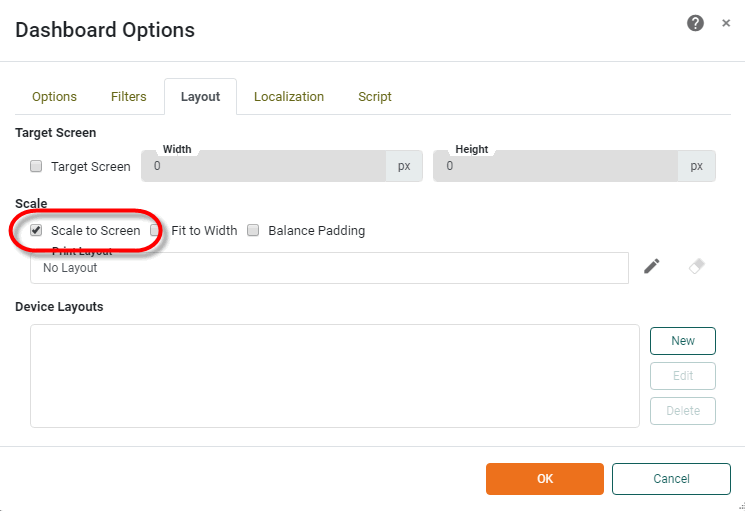 Dashboard Options
Options Filters Layout Localization Script
Target Screen
Width Height
Target Screen 0 px 0 px
Scale
Scale to Screen Fit to Width Balance Padding
Print Layout
No Layout
Device Layouts
New
Edit
Delete
OK Cancel